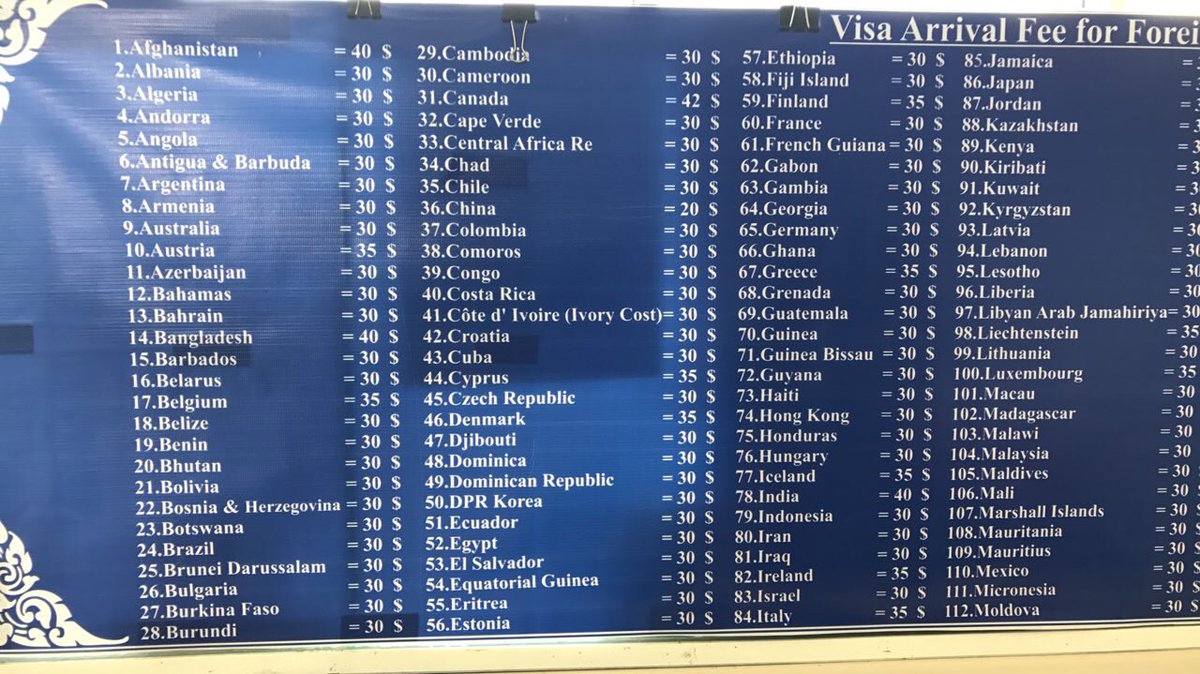 Visa Arrival Fee for Forei
1.Afghanistan = 40 $
2.Albania = 30 $
3.Algeria = 30 $
4.Andorra = 30 $
5.Angola = 30 $
6.Antigua & Barbuda = 30 $
7.Argentina = 30 $
8.Armenia = 30 $
9.Australia = 30 $
10.Austria = 35 $
11.Azerbaijan = 30 $
12.Bahamas = 30 $
13.Bahrain = 30 $
14.Bangladesh = 40 $
15.Barbados = 30 $
16.Belarus = 30 $
17.Belgium = 35 $
18.Belize = 30 $
19.Benin = 30 $
20.Bhutan = 30 $
21.Bolivia = 30 $
22.Bosnia & Herzegovina = 30 $
23.Botswana = 30 $
24.Brazil = 30 $
25.Brunei Darussalam = 30 $
26.Bulgaria = 30 $
27.Burkina Faso = 30 $
28.Burundi = 30 $
29.Cambodia = 30 $
30.Cameroon = 30 $
31.Canada = 42 $
32.Cape Verde = 30 $
33.Central Africa Re = 30 $
34.Chad = 30 $
35.Chile = 30 $
36.China = 20 $
37.Colombia = 30 $
38.Comoros = 30 $
39.Congo = 30 $
40.Costa Rica = 30 $
41.Côte d' Ivoire (Ivory Cost)= 30 $
42.Croatia = 30 $
43.Cuba = 30 $
44.Cyprus = 35 $
45.Czech Republic = 30 $
46.Denmark = 35 $
47.Djibouti = 30 $
48.Dominica = 30 $
49.Dominican Republic = 30 $
50.DPR Korea = 30 $
51.Ecuador = 30 $
52.Egypt = 30 $
53.El Salvador = 30 $
54.Equatorial Guinea = 30 $
55.Eritrea = 30 $
56.Estonia = 30 $
57.Ethiopia = 30 $
58.Fiji Island = 30 $
59.Finland = 35 $
60.France = 30 $
61.French Guiana = 30 $
62.Gabon = 30 $
63.Gambia = 30 $
64.Georgia = 30 $
65.Germany = 30 $
66.Ghana = 30 $
67.Greece = 35 $
68.Grenada = 30 $
69.Guatemala = 30 $
70.Guinea = 30 $
71.Guinea Bissau = 30 $
72.Guyana = 30 $
73.Haiti = 30 $
74.Hong Kong = 30 $
75.Honduras = 30 $
76.Hungary = 30 $
77.Iceland = 35 $
78.India = 40 $
79.Indonesia = 30 $
80.Iran = 30 $
81.Iraq = 30 $
82.Ireland = 35 $
83.Israel = 30 $
84.Italy = 35 $
85.Jamaica =
86.Japan =
87.Jordan =
88.Kazakhstan =
89.Kenya =
90.Kiribati =
91.Kuwait =
92.Kyrgyzstan =
93.Latvia = 30
94.Lebanon = 30
95.Lesotho = 30
96.Liberia = 30
97.Libyan Arab Jamahiriya= 30
98.Liechtenstein = 35
99.Lithuania = 30
100.Luxembourg = 35
101.Macau = 30
102.Madagascar = 30
103.Malawi = 30
104.Malaysia = 30
105.Maldives = 30
106.Mali = 30
107.Marshall Islands = 30
108.Mauritania = 30
109.Mauritius = 30
110.Mexico = 30 $
111.Micronesia = 30 $
112.Moldova = 30 $